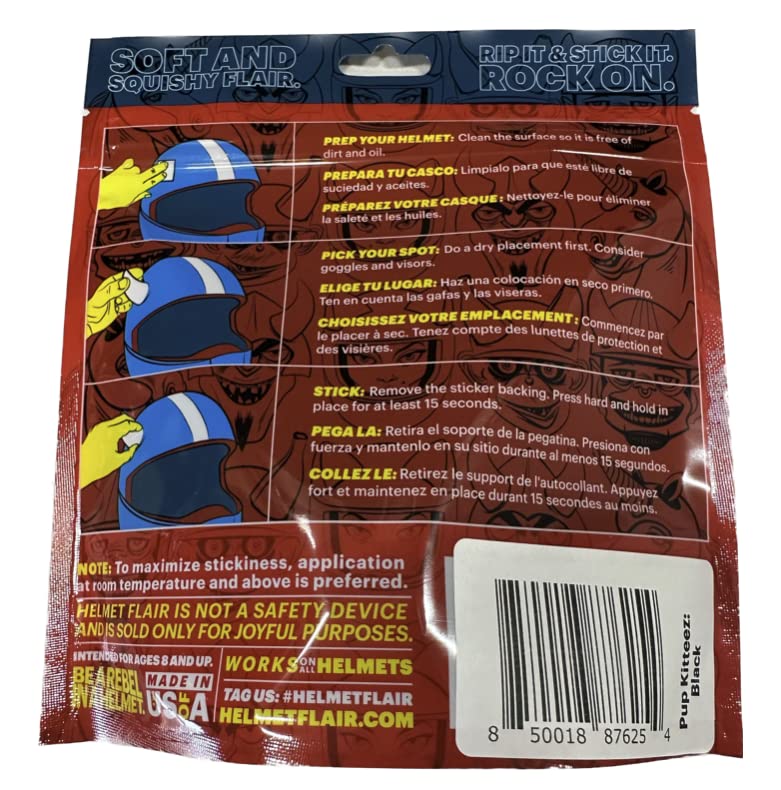 SOFT AND
SQUISHY FLAIR.
RIP IT & STICK IT.
ROCK ON.
PREP YOUR HELMET: Clean the surface so it is free of
dirt and oil.
PREPARA TU CASCO: Limpialo para que esté libre de
suciedad y aceites.
PRÉPAREZ VOTRE CASQUE : Nettoyez-le pour éliminer
la saleté et les huiles.
PICK YOUR SPOT: Do a dry placement first. Consider
goggles and visors.
ELIGE TU LUGAR: Haz una colocación en seco primero.
Ten en cuenta las gafas y las viseras.
CHOISISSEZ VOTRE EMPLACEMENT : Commencez par
le placer à sec. Tenez compte des lunettes de protection et
des visières.
STICK: Remove the sticker backing. Press hard and hold in
place for at least 15 seconds.
PEGA LA: Retira el soporte de la pegatina. Presiona con
fuerza y mantenlo en su sitio durante al menos 15 segundos.
COLLEZ LE: Retirez le support de l'autocollant. Appuyez
fort et maintenez en place durant 15 secondes au moins.
NOTE: To maximize stickiness, application
at room temperature and above is preferred.
HELMET FLAIR IS NOT A SAFETY DEVICE
AND IS SOLD ONLY FOR JOYFUL PURPOSES.
INTENDED FOR AGES 8 AND UP.
BE A REBEL
IN A HELMET.
MADE IN
USOFA
WORKS ON ALL HELMETS
TAG US: #HELMETFLAIR
HELMETFLAIR.COM
Pup Kitteez:
Black
8 50018 87625 4